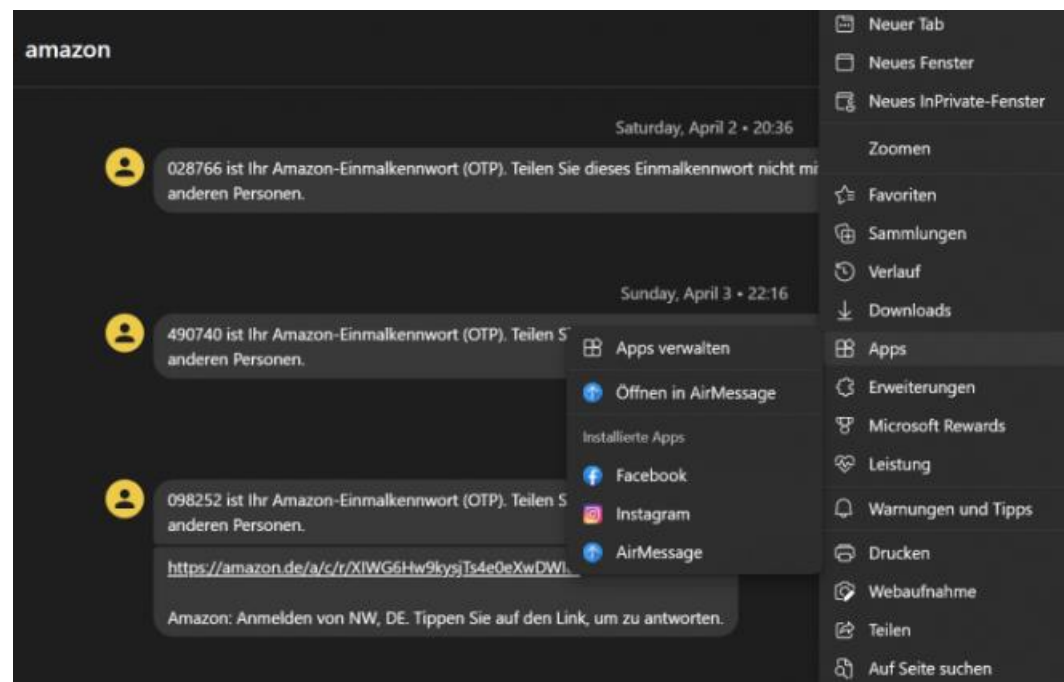 amazon
Saturday, April 2 • 20:36
028766 ist Ihr Amazon-Einmalkennwort (OTP). Teilen Sie dieses Einmalkennwort nicht mi
anderen Personen.
Sunday, April 3 • 22:16
490740 ist Ihr Amazon-Einmalkennwort (OTP). Teilen S
anderen Personen.
098252 ist Ihr Amazon-Einmalkennwort (OTP). Teilen S
anderen Personen.
https://amazon.de/a/c/r/XIWG6Hw9kysjTs4e0eXwDWI
Amazon: Anmelden von NW, DE. Tippen Sie auf den Link, um zu antworten.
Apps verwalten
Öffnen in AirMessage
Installierte Apps
Facebook
Instagram
AirMessage
Neuer Tab
Neues Fenster
Neues InPrivate-Fenster
Zoomen
Favoriten
Sammlungen
Verlauf
Downloads
Apps
Erweiterungen
Microsoft Rewards
Leistung
Warnungen und Tipps
Drucken
Webaufnahme
Teilen
Auf Seite suchen